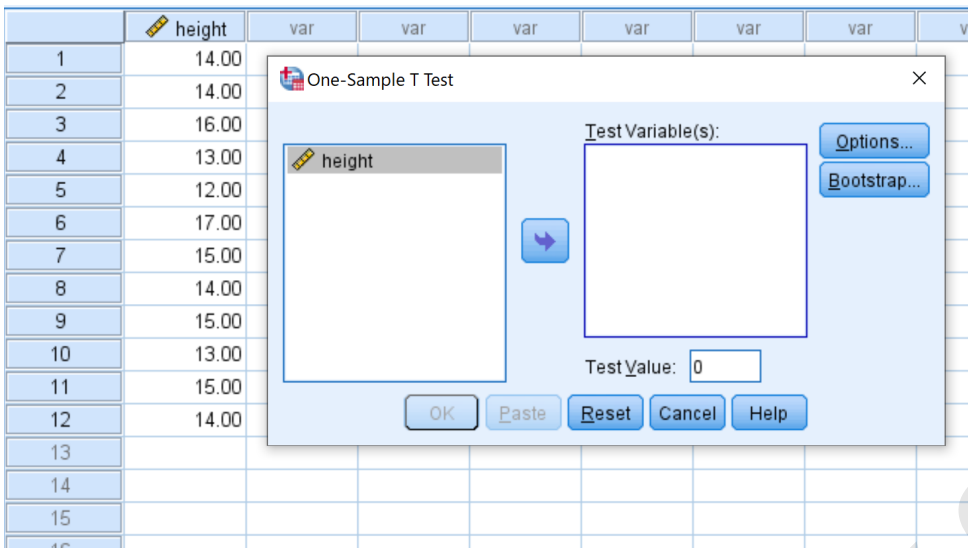 height var var var var var var
1 14.00
2 14.00
3 16.00
4 13.00
5 12.00
6 17.00
7 15.00
8 14.00
9 15.00
10 13.00
11 15.00
12 14.00
13
14
15
One-Sample T Test
height
Test Variable(s):
Options...
Bootstrap...
Test Value: 0
OK Paste Reset Cancel Help